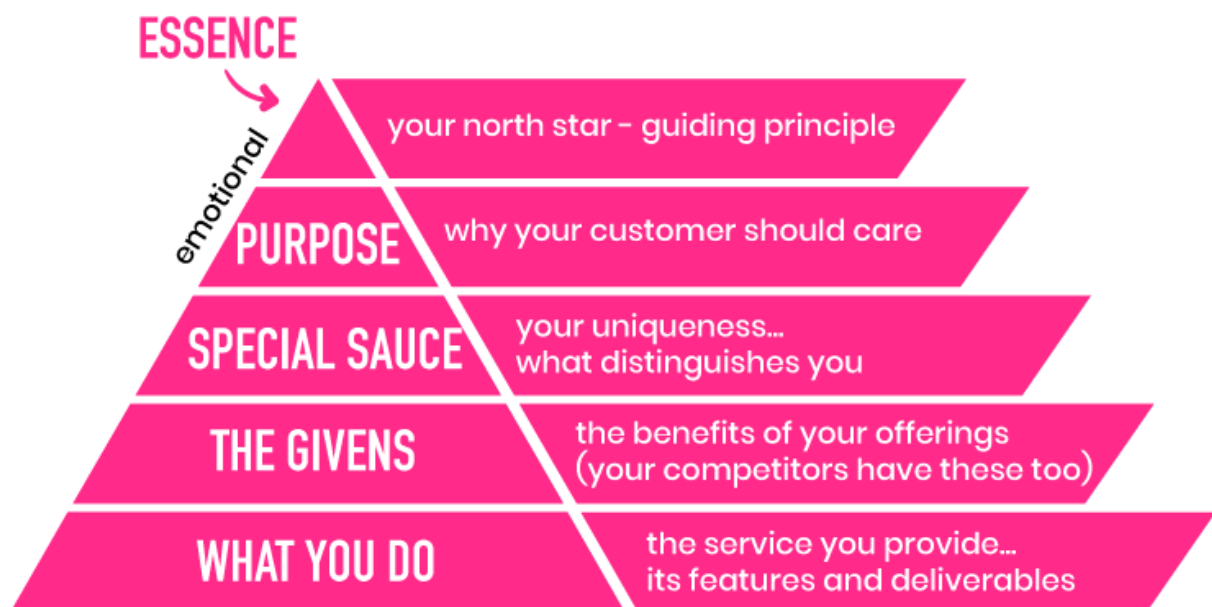 ESSENCE
emotional
your north star - guiding principle
PURPOSE
why your customer should care
SPECIAL SAUCE
your uniqueness...
what distinguishes you
THE GIVENS
the benefits of your offerings
(your competitors have these too)
WHAT YOU DO
the service you provide...
its features and deliverables